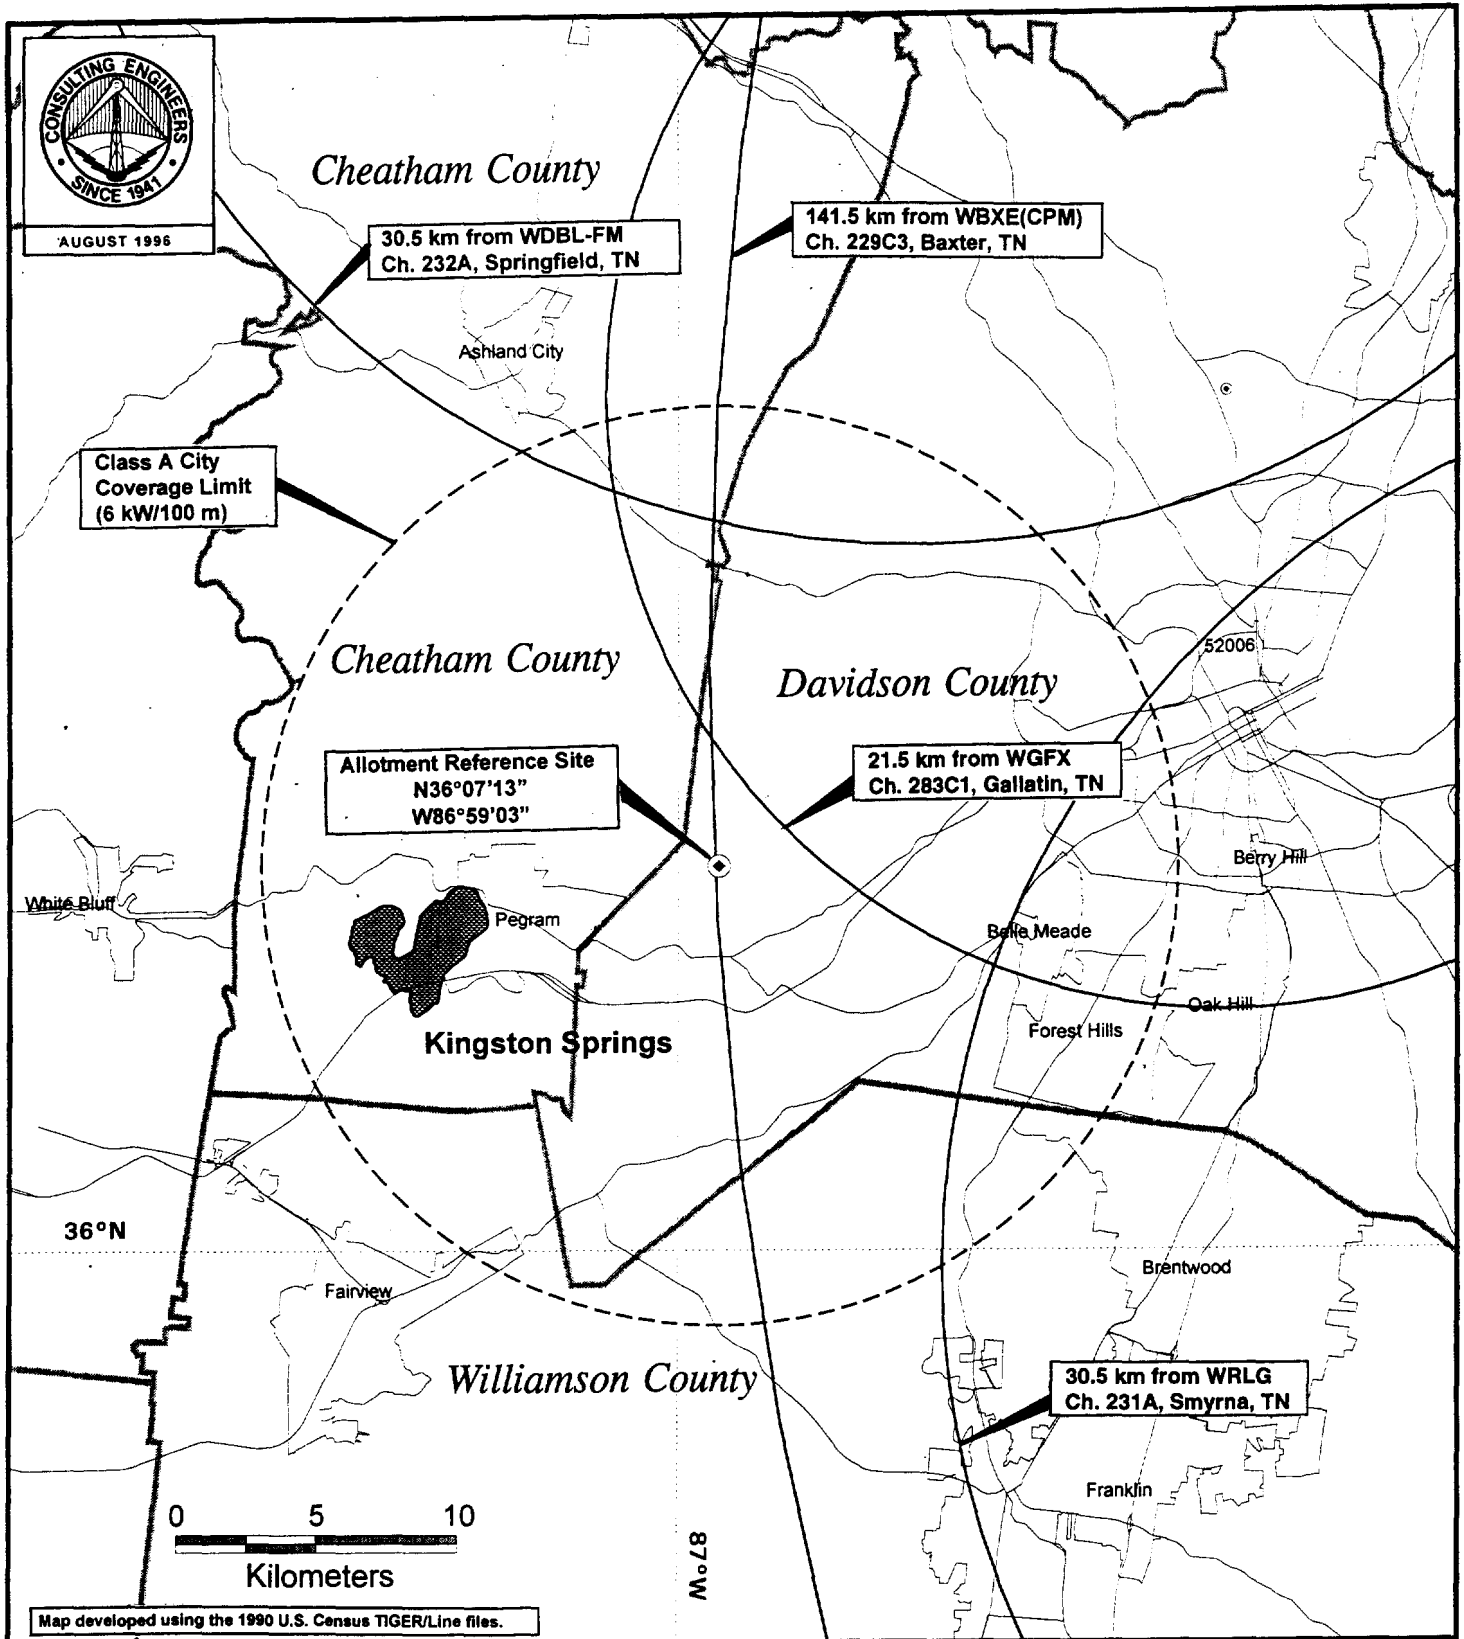 CONSULTING ENGINEERS
SINCE 1941
AUGUST 1996
Cheatham County
30.5 km from WDBL-FM
Ch. 232A, Springfield, TN
141.5 km from WBXE(CPM)
Ch. 229C3, Baxter, TN
Ashland City
Class A City
Coverage Limit
(6 kW/100 m)
52006
Cheatham County
Davidson County
Allotment Reference Site
N36°07'13"
W86°59'03"
21.5 km from WGFX
Ch. 283C1, Gallatin, TN
Berry Hill
White Bluff
Pegram
Belle Meade
Oak Hill
Forest Hills
Kingston Springs
36°N
Brentwood
Fairview
Williamson County
30.5 km from WRLG
Ch. 231A, Smyrna, TN
Franklin
0 5 10
Kilometers
87°W
Map developed using the 1990 U.S. Census TIGER/Line files.